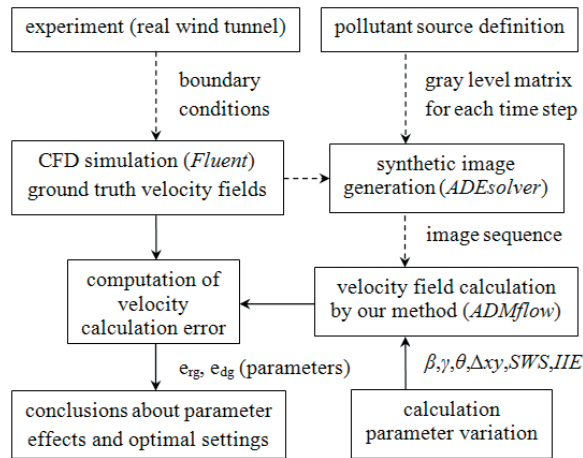 experiment (real wind tunnel)
pollutant source definition
boundary
conditions
gray level matrix
for each time step
CFD simulation (Fluent)
ground truth velocity fields
synthetic image
generation (ADEsolver)
image sequence
computation of
velocity
calculation error
velocity field calculation
by our method (ADMflow)
e_rg, e_dg (parameters)
β,γ,θ,Δxy,SWS,IIE
conclusions about parameter
effects and optimal settings
calculation
parameter variation